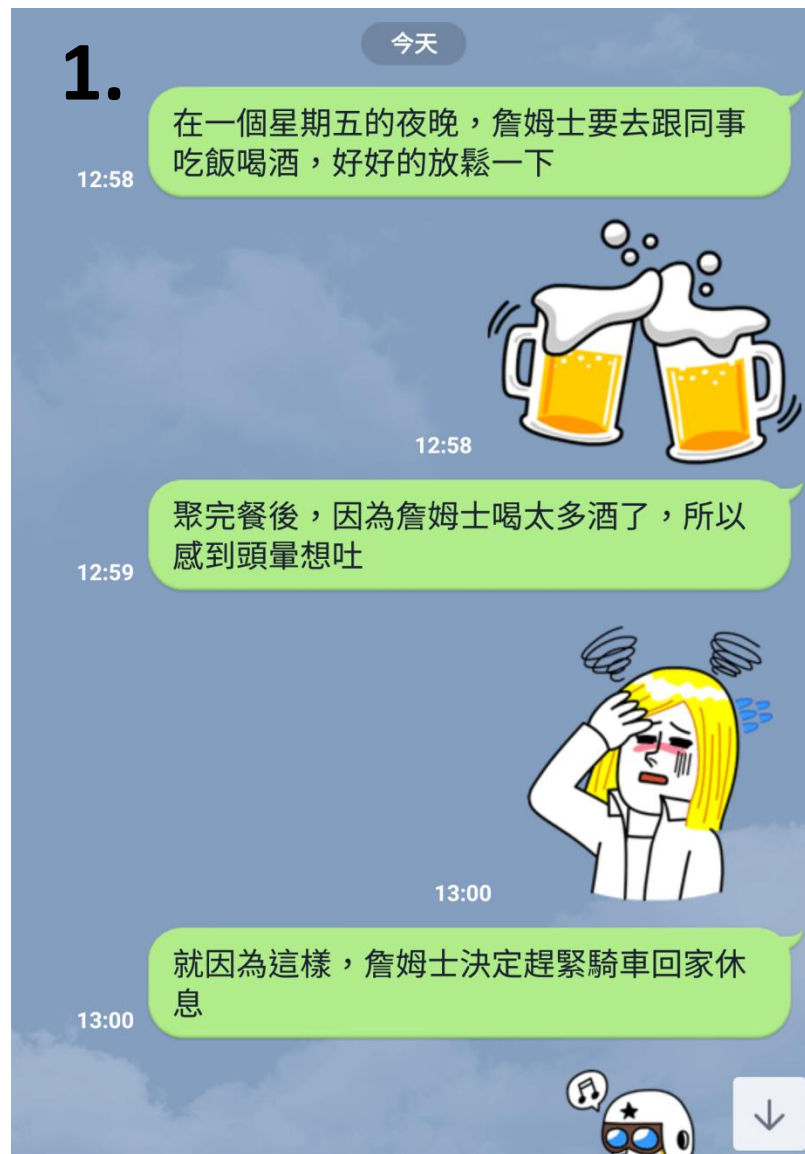 1.
今天
在一個星期五的夜晚，詹姆士要去跟同事
吃飯喝酒，好好的放鬆一下
12:58
12:58
聚完餐後，因為詹姆士喝太多酒了，所以
感到頭暈想吐
12:59
13:00
就因為這樣，詹姆士決定趕緊騎車回家休
息
13:00